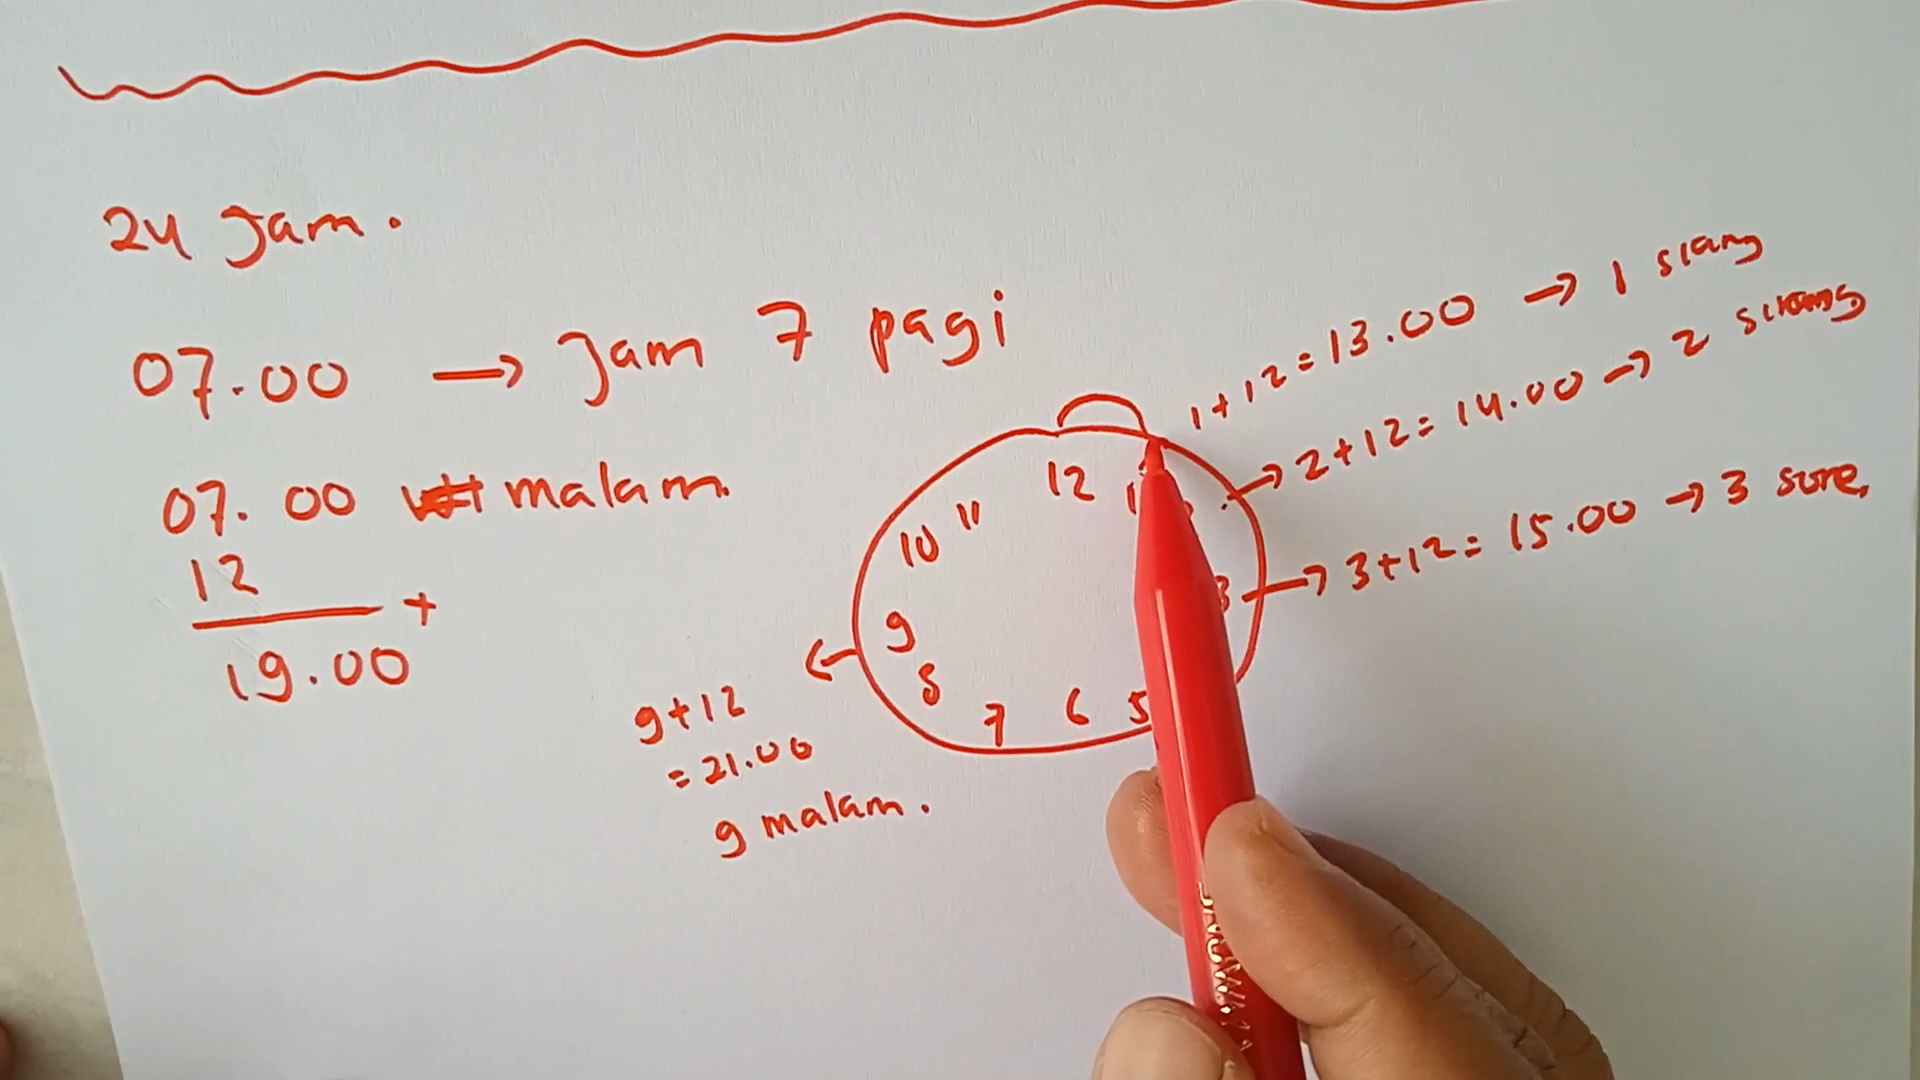 24 Jam.
07.00 → Jam 7 pagi
07.00 malam.
12
+
19.00
1+12=13.00 → 1 siang
→ 2+12=14.00 → 2 siang
→ 3+12=15.00 → 3 sore,
12
11
10
9
8
7
6
5
3
←
9+12
=21.00
9 malam.